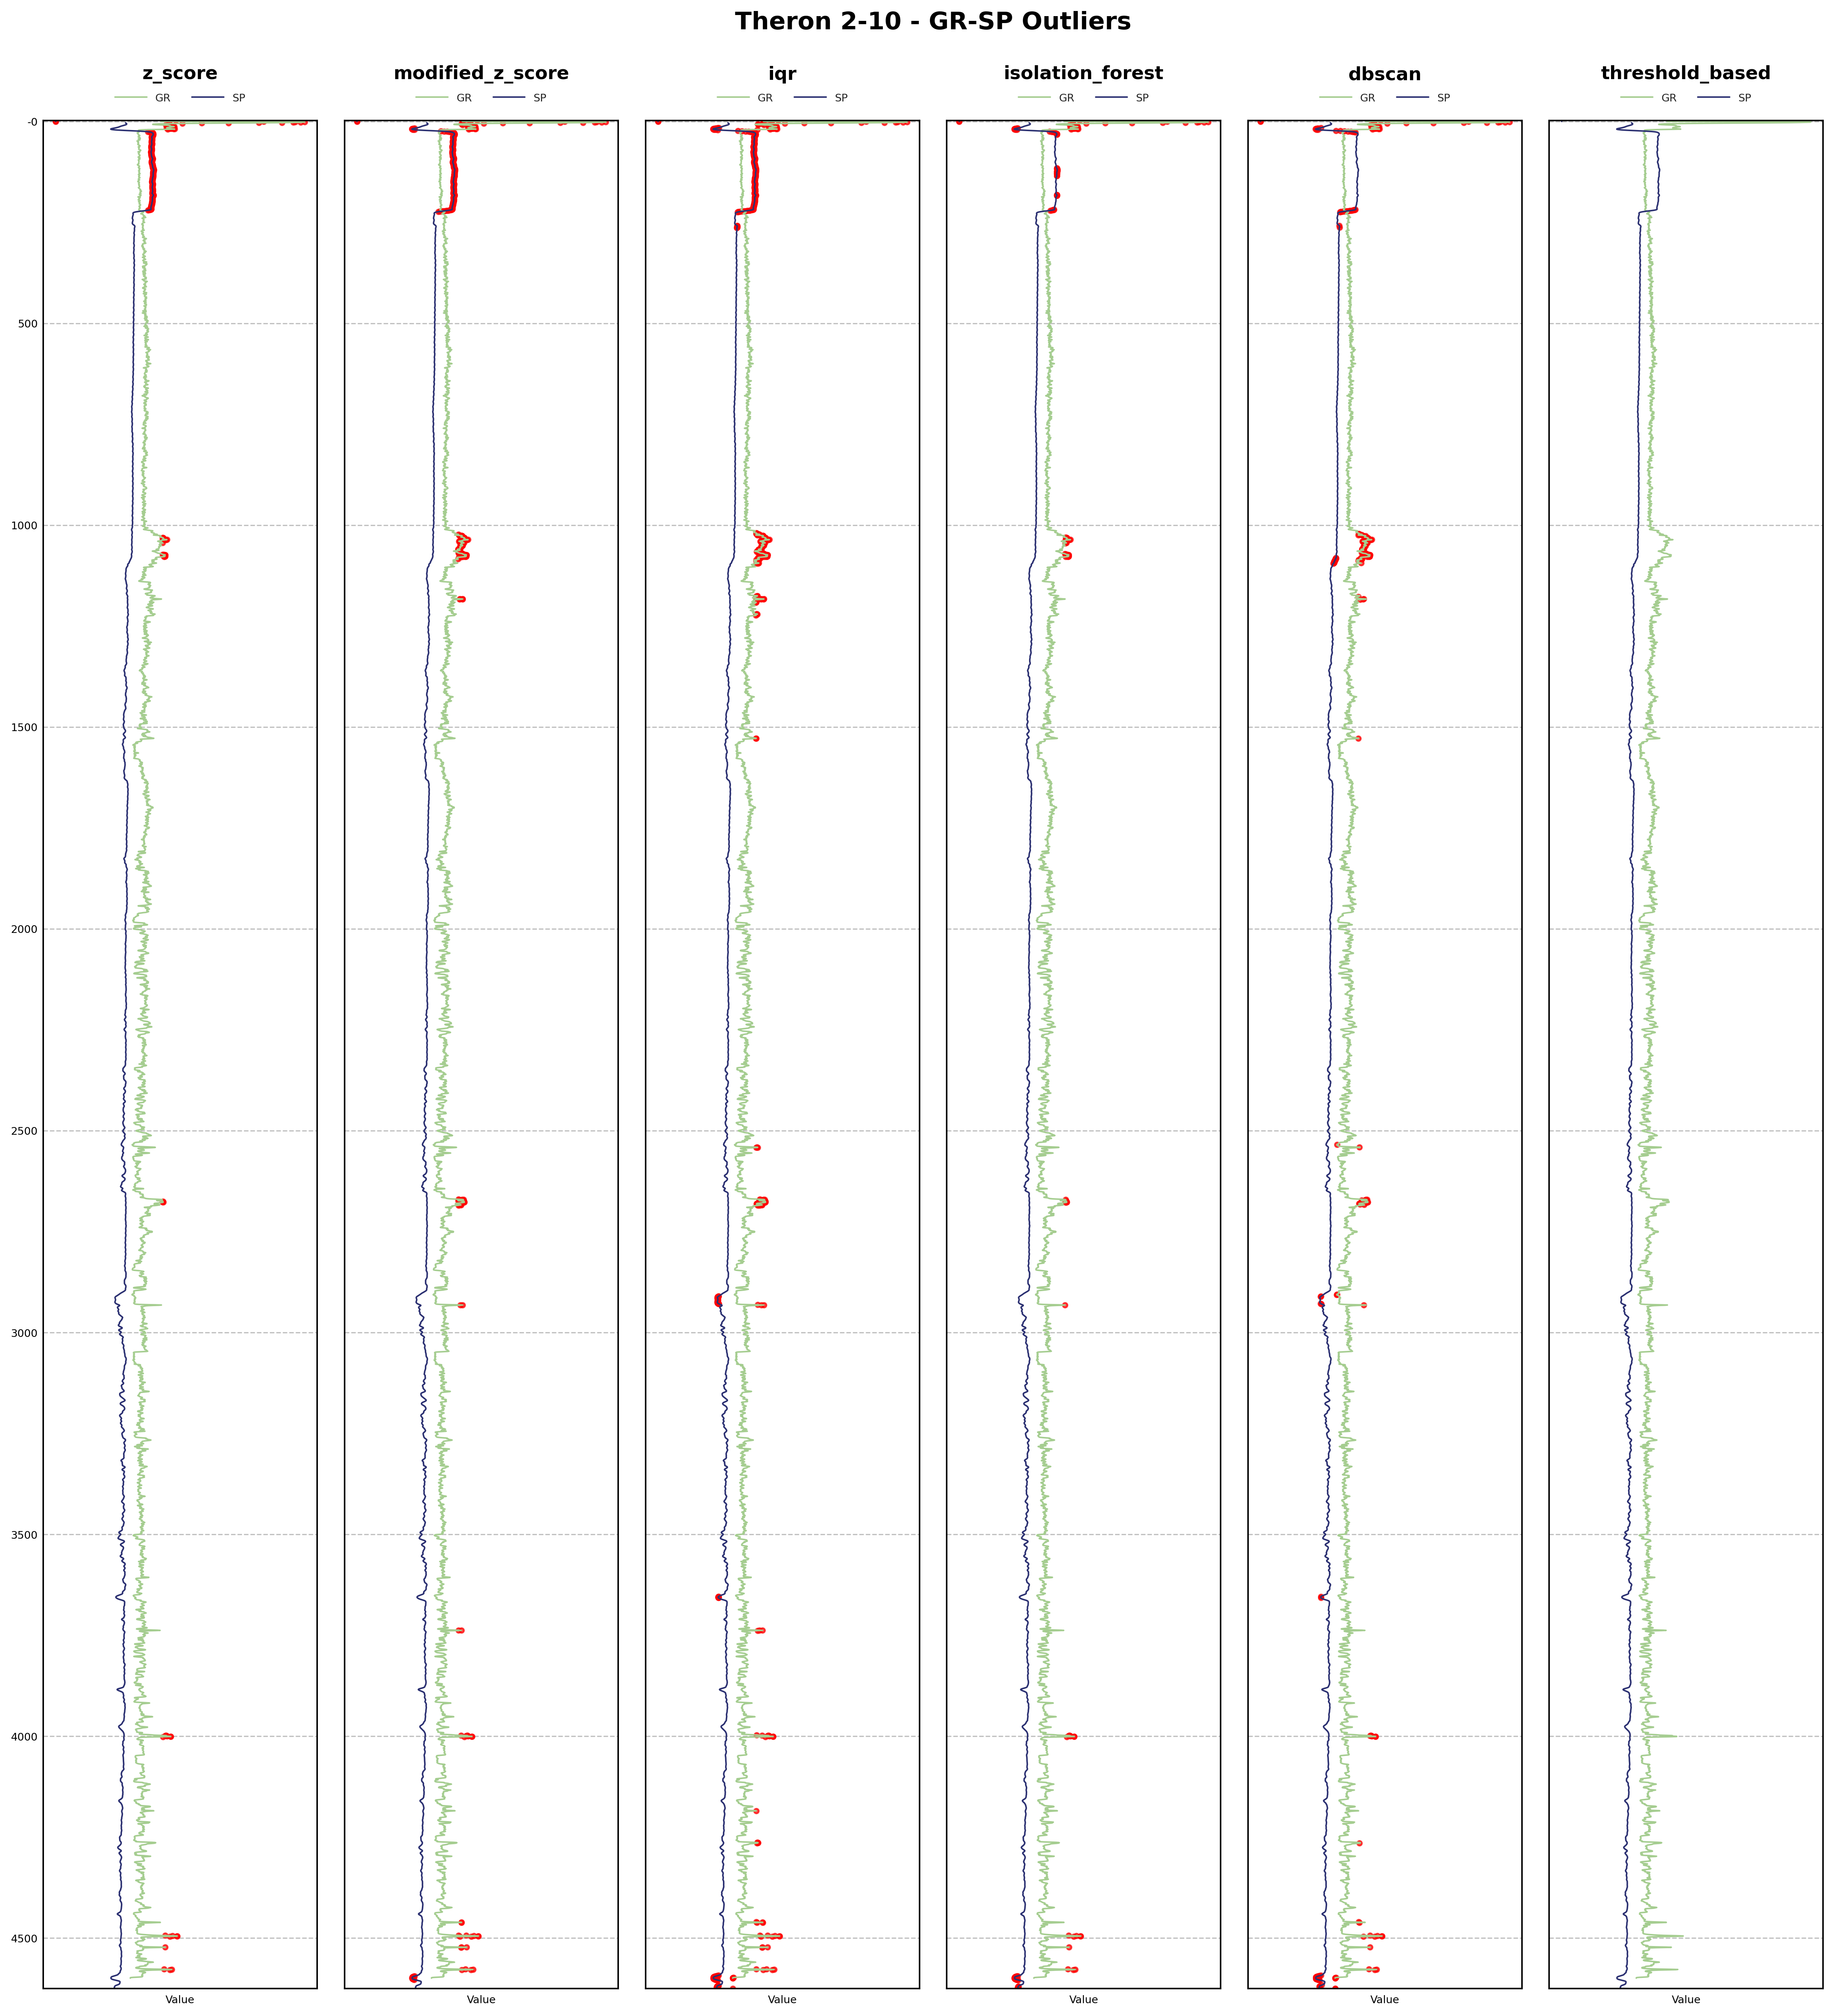 Theron 2-10 - GR-SP Outliers
z_score modified_z_score iqr isolation_forest dbscan threshold_based
GR SP GR SP GR SP GR SP GR SP GR SP
-0
500
1000
1500
2000
2500
3000
3500
4000
4500
Value Value Value Value Value Value